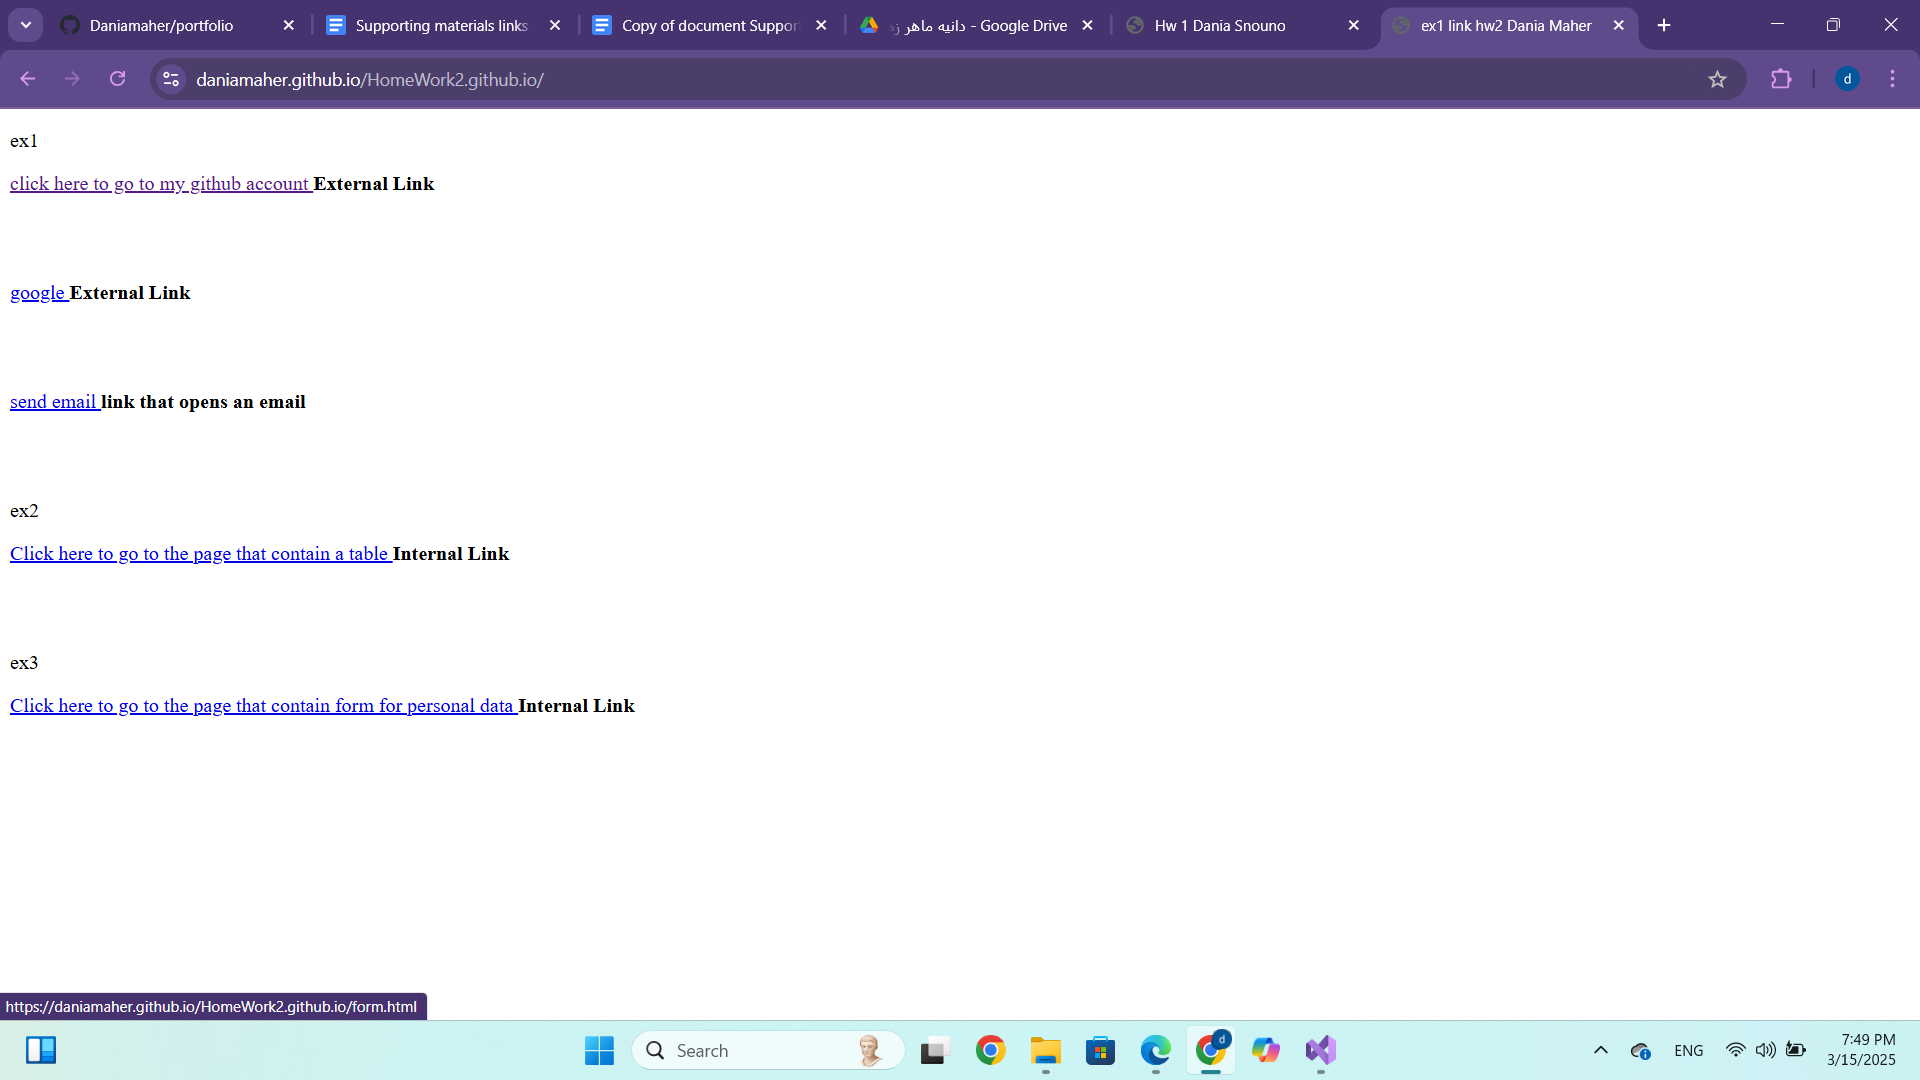 Daniamaher/portfolio
Supporting materials links
Copy of document Suppor
دانيه ماهر - Google Drive
Hw 1 Dania Snouno
ex1 link hw2 Dania Maher
daniamaher.github.io/HomeWork2.github.io/
d
ex1
click here to go to my github account External Link
google External Link
send email link that opens an email
ex2
Click here to go to the page that contain a table Internal Link
ex3
Click here to go to the page that contain form for personal data Internal Link
https://daniamaher.github.io/HomeWork2.github.io/form.html
Search
d
ENG
7:49 PM
3/15/2025